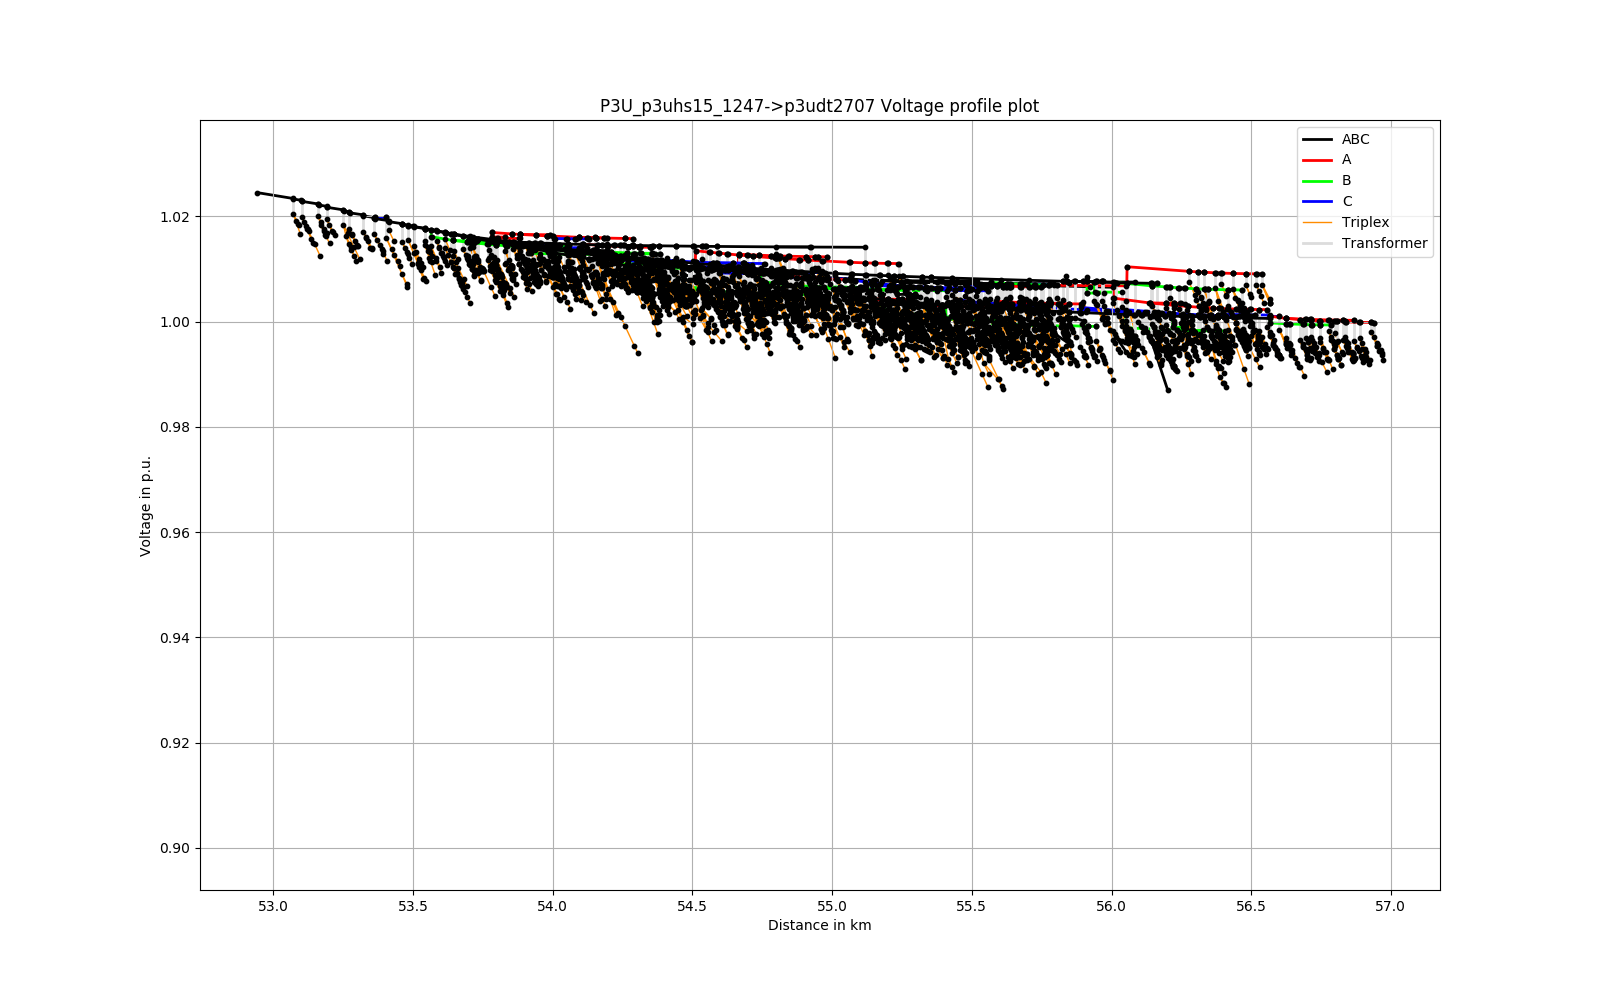 P3U_p3uhs15_1247->p3udt2707 Voltage profile plot
ABC
A
B
C
Triplex
Transformer
1.02
1.00
0.98
0.96
0.94
0.92
0.90
Voltage in p.u.
53.0 53.5 54.0 54.5 55.0 55.5 56.0 56.5 57.0
Distance in km